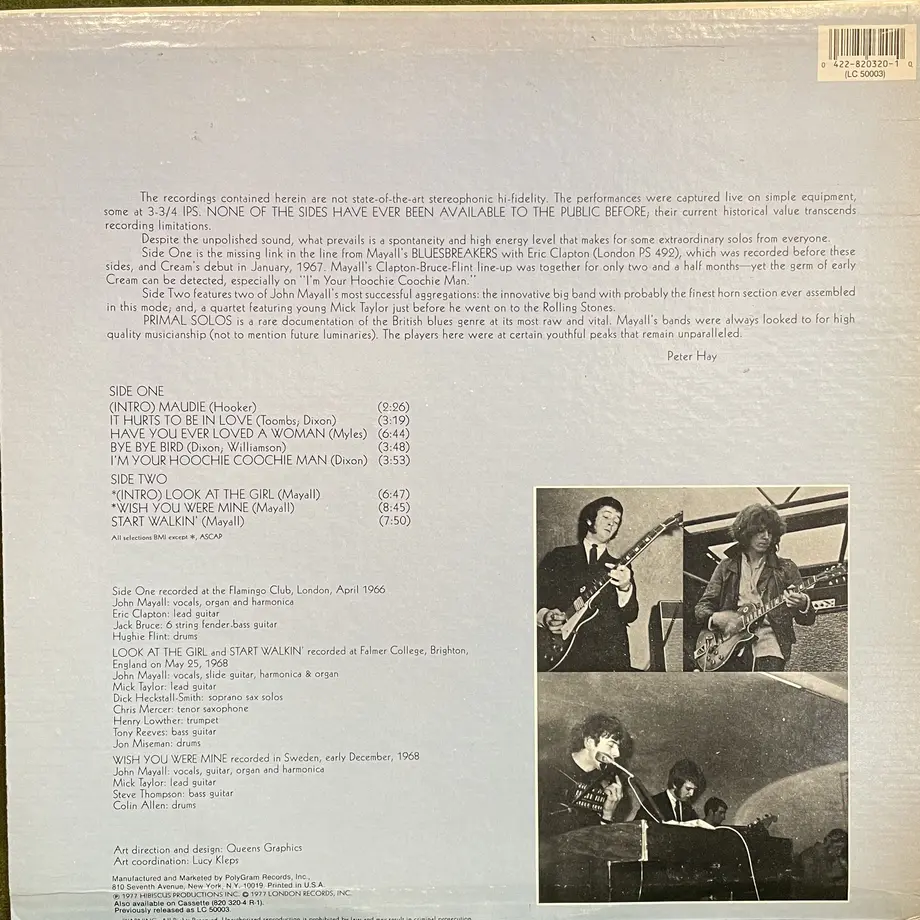 0 422-820320-1 0
(LC 50003)
The recordings contained herein are not state-of-the-art stereophonic hi-fidelity. The performances were captured live on simple equipment,
some at 3-3/4 IPS. NONE OF THE SIDES HAVE EVER BEEN AVAILABLE TO THE PUBLIC BEFORE; their current historical value transcends
recording limitations.
Despite the unpolished sound, what prevails is a spontaneity and high energy level that makes for some extraordinary solos from everyone.
Side One is the missing link in the line from Mayall's BLUESBREAKERS with Eric Clapton (London PS 492), which was recorded before these
sides, and Cream's debut in January, 1967. Mayall's Clapton-Bruce-Flint line-up was together for only two and a half months—yet the germ of early
Cream can be detected, especially on "I'm Your Hoochie Coochie Man."
Side Two features two of John Mayall's most successful aggregations: the innovative big band with probably the finest horn section ever assembled
in this mode; and, a quartet featuring young Mick Taylor just before he went on to the Rolling Stones.
PRIMAL SOLOS is a rare documentation of the British blues genre at its most raw and vital. Mayall's bands were always looked to for high
quality musicianship (not to mention future luminaries). The players here were at certain youthful peaks that remain unparalleled.
Peter Hay
SIDE ONE
(INTRO) MAUDIE (Hooker) (2:26)
IT HURTS TO BE IN LOVE (Toombs; Dixon) (3:19)
HAVE YOU EVER LOVED A WOMAN (Myles) (6:44)
BYE BYE BIRD (Dixon; Williamson) (3:48)
I'M YOUR HOOCHIE COOCHIE MAN (Dixon) (3:53)
SIDE TWO
*(INTRO) LOOK AT THE GIRL (Mayall) (6:47)
*WISH YOU WERE MINE (Mayall) (8:45)
START WALKIN' (Mayall) (7:50)
All selections BMI except *, ASCAP
Side One recorded at the Flamingo Club, London, April 1966
John Mayall: vocals, organ and harmonica
Eric Clapton: lead guitar
Jack Bruce: 6 string fender bass guitar
Hughie Flint: drums
LOOK AT THE GIRL and START WALKIN' recorded at Falmer College, Brighton,
England on May 25, 1968
John Mayall: vocals, slide guitar, harmonica & organ
Mick Taylor: lead guitar
Dick Heckstall-Smith: soprano sax solos
Chris Mercer: tenor saxophone
Henry Lowther: trumpet
Tony Reeves: bass guitar
Jon Miseman: drums
WISH YOU WERE MINE recorded in Sweden, early December, 1968
John Mayall: vocals, guitar, organ and harmonica
Mick Taylor: lead guitar
Steve Thompson: bass guitar
Colin Allen: drums
Art direction and design: Queens Graphics
Art coordination: Lucy Kleps
Manufactured and Marketed by PolyGram Records, Inc.,
810 Seventh Avenue, New York, N.Y. 10019. Printed in U.S.A.
℗ 1977 HIBISCUS PRODUCTIONS INC. © 1977 LONDON RECORDS, INC.
Also available on Cassette (820 320-4 R-1).
Previously released as LC 50003.
WARNING: All Rights Reserved. Unauthorized reproduction is prohibited by law and may result in criminal prosecution.